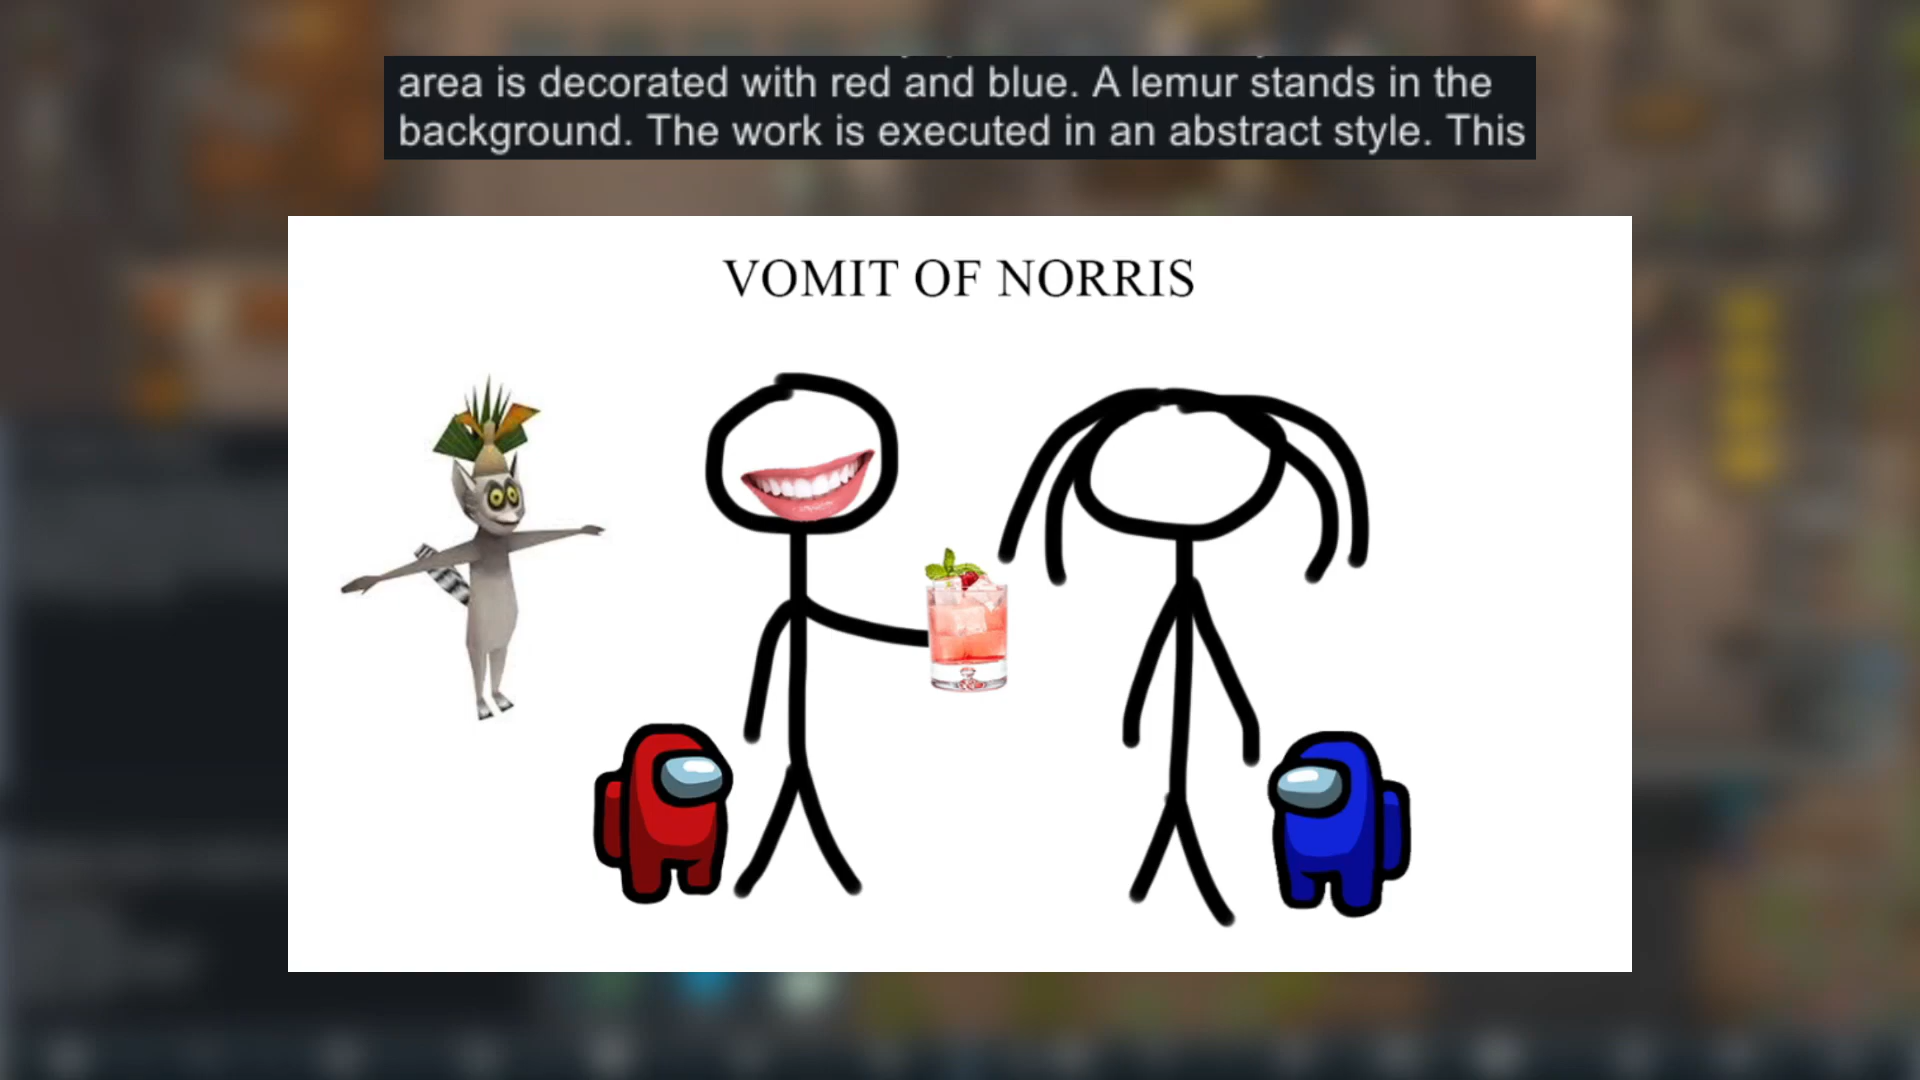 area is decorated with red and blue. A lemur stands in the
background. The work is executed in an abstract style. This
VOMIT OF NORRIS